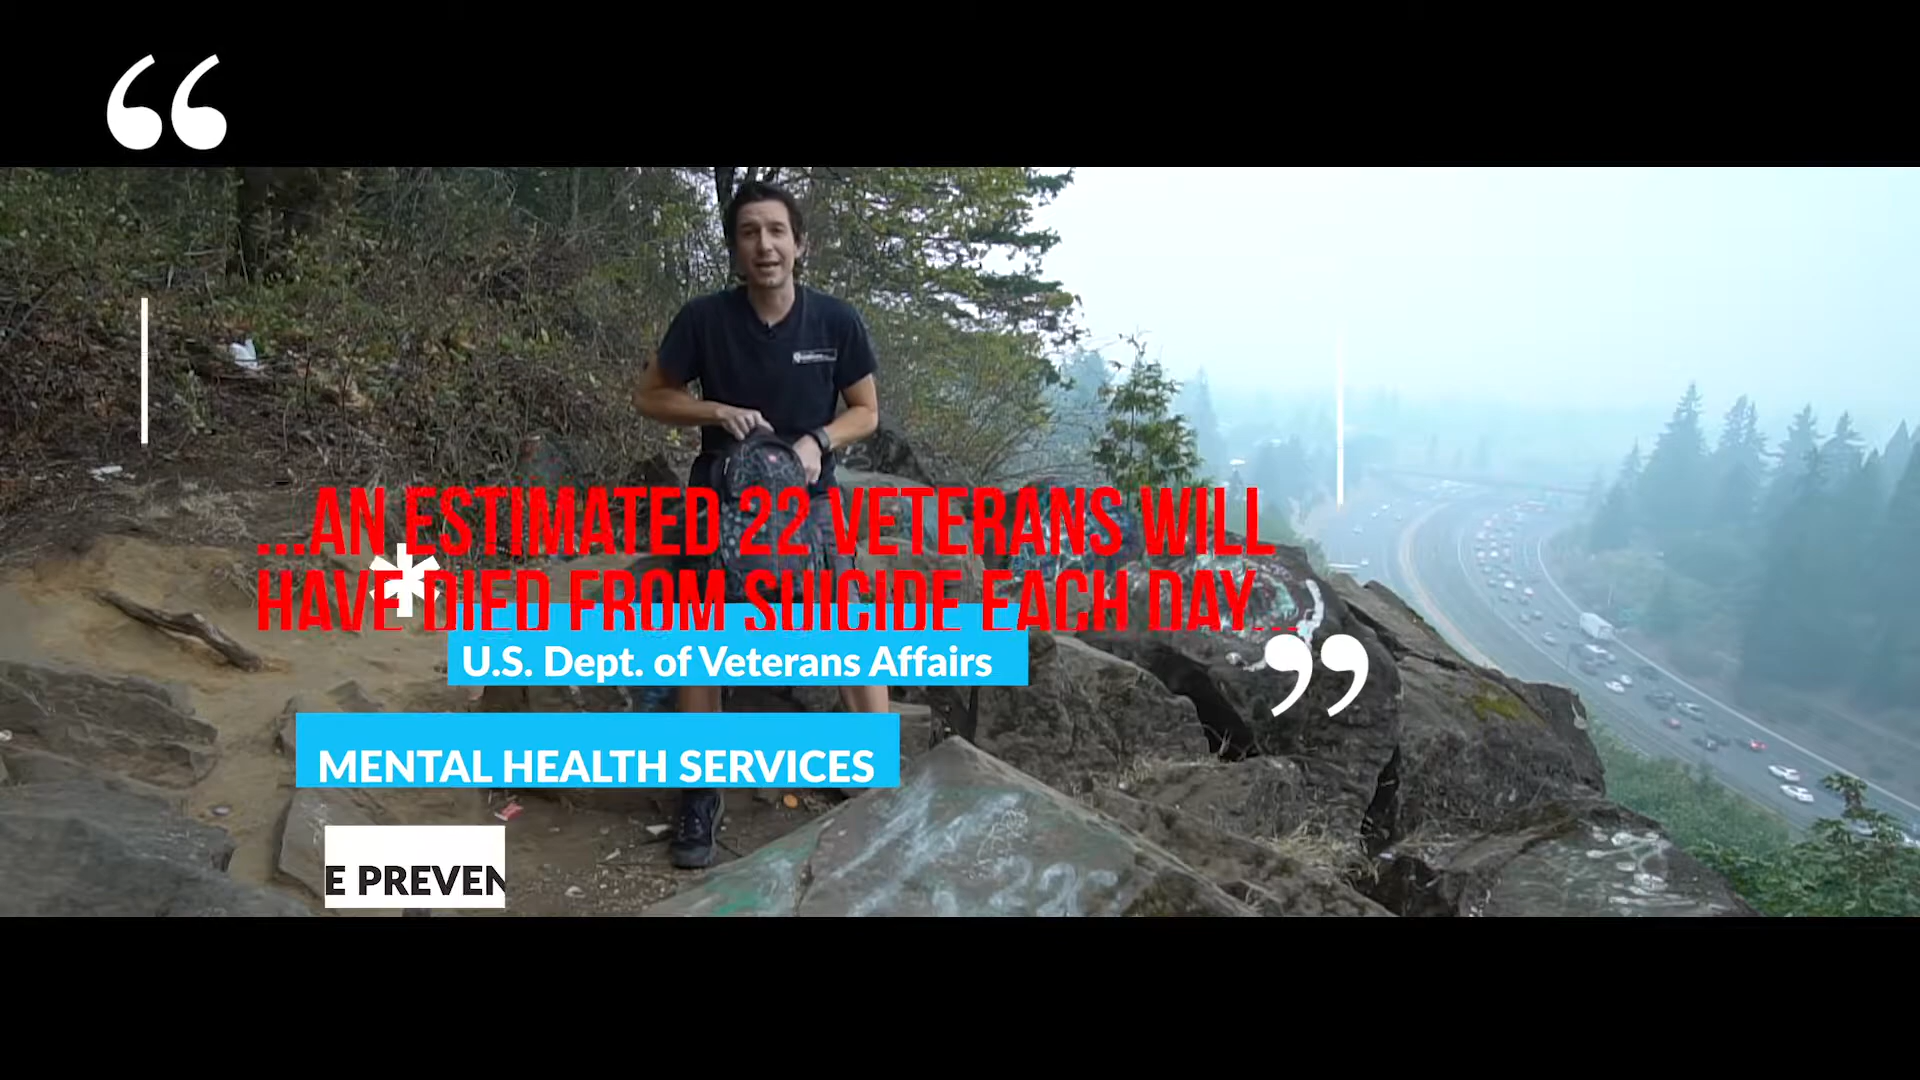 “
...AN ESTIMATED 22 VETERANS WILL
HAVE DIED FROM SUICIDE EACH DAY...
*
U.S. Dept. of Veterans Affairs
”
MENTAL HEALTH SERVICES
E PREVEN